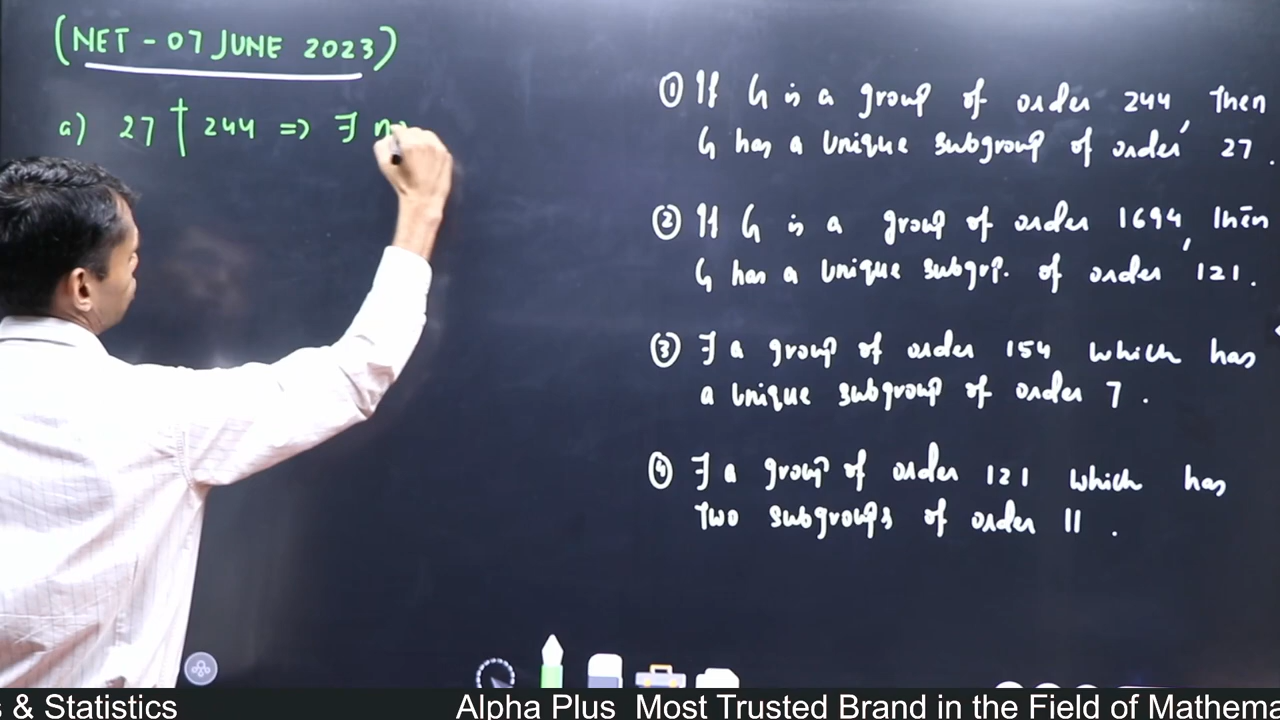 (NET - 07 JUNE 2023)
a) 27 ∤ 244 => ∃ no
① If G is a group of order 244, Then
G has a Unique subgroup of order 27.
② If G is a group of order 1694, Then
G has a Unique subgrp. of order 121.
③ ∃ a group of order 154 which has
a Unique subgroup of order 7.
④ ∃ a group of order 121 which has
Two subgroups of order 11.
s & Statistics Alpha Plus Most Trusted Brand in the Field of Mathema